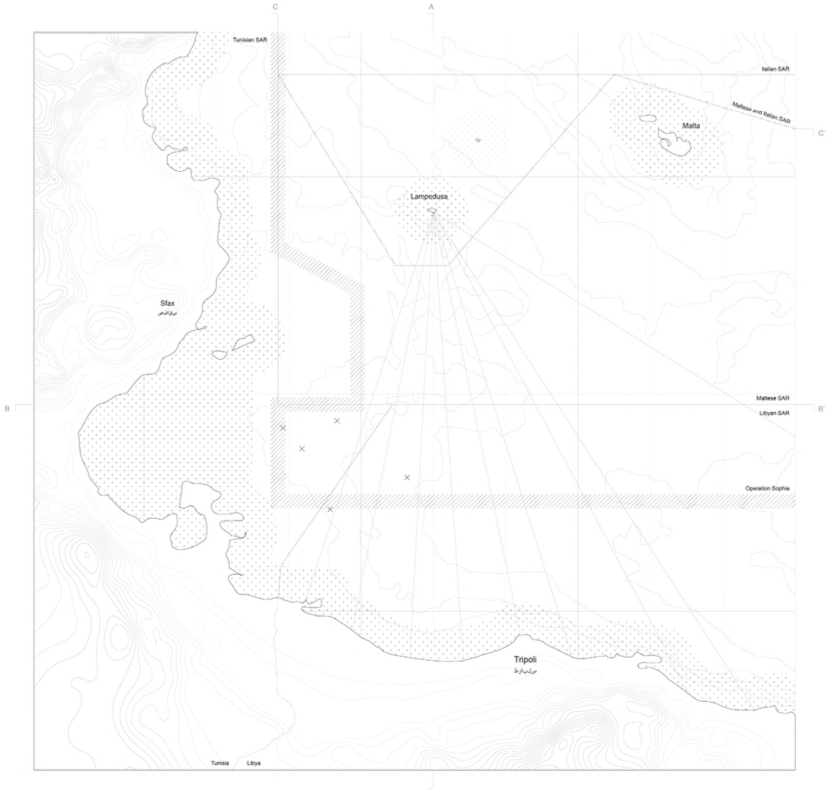 C
A
Tunisian SAR
Italian SAR
Maltese and Italian SAR
Malta
C'
Lampedusa
Sfax
صفاقس
Maltese SAR
B
B'
Libyan SAR
Operation Sophia
Tripoli
طرابلس
Tunisia
Libya